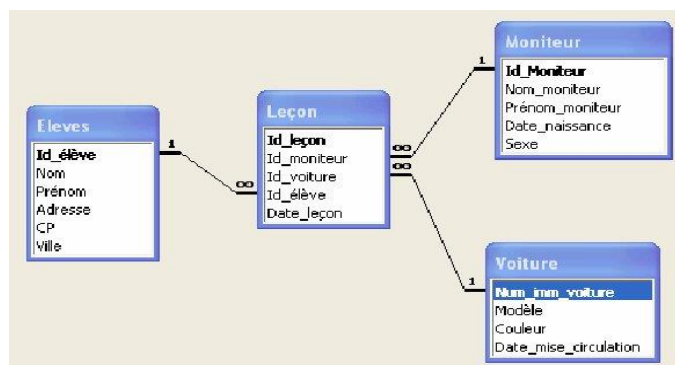 Eleves
Id_élève
Nom
Prénom
Adresse
CP
Ville
1
∞
Leçon
Id_leçon
Id_moniteur
Id_voiture
Id_élève
Date_leçon
∞
∞
1
Moniteur
Id_Moniteur
Nom_moniteur
Prénom_moniteur
Date_naissance
Sexe
1
Voiture
Num_imm_voiture
Modèle
Couleur
Date_mise_circulation